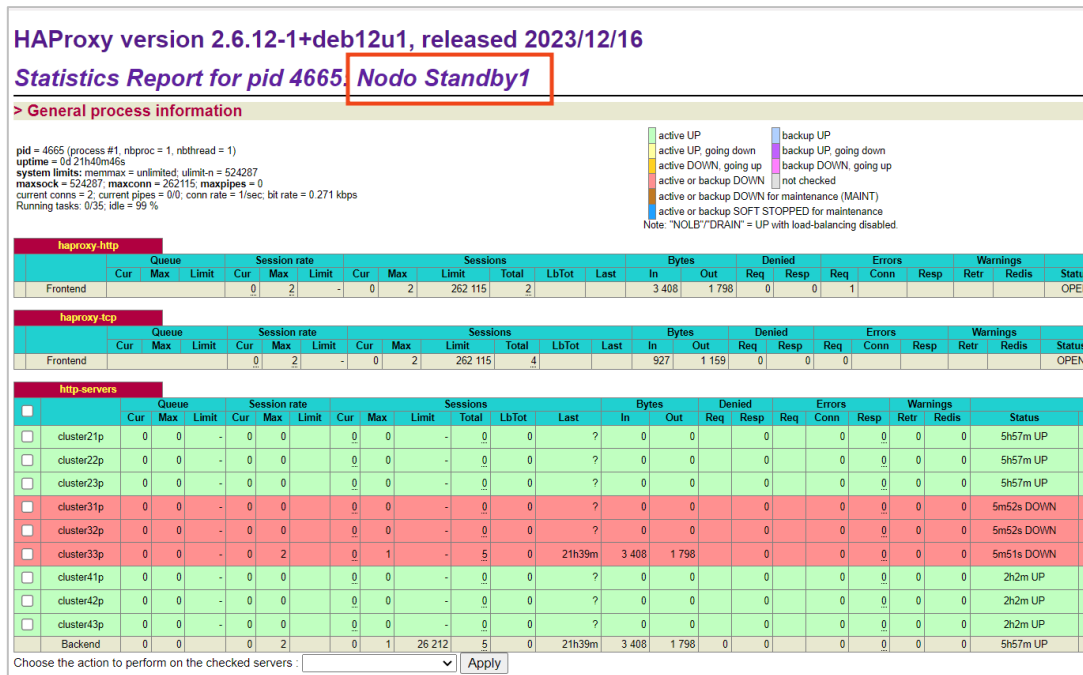 HAProxy version 2.6.12-1+deb12u1, released 2023/12/16
Statistics Report for pid 4665: Nodo Standby1
> General process information
pid = 4665 (process #1, nbproc = 1, nbthread = 1)
uptime = 0d 21h40m46s
system limits: memmax = unlimited; ulimit-n = 524287
maxsock = 524287; maxconn = 262115; maxpipes = 0
current conns = 2; current pipes = 0/0; conn rate = 1/sec; bit rate = 0.271 kbps
Running tasks: 0/35; idle = 99 %
active UP backup UP
active UP, going down backup UP, going down
active DOWN, going up backup DOWN, going up
active or backup DOWN not checked
active or backup DOWN for maintenance (MAINT)
active or backup SOFT STOPPED for maintenance
Note: "NOLB"/"DRAIN" = UP with load-balancing disabled.
haproxy-http
Queue Session rate Sessions Bytes Denied Errors Warnings
Cur Max Limit Cur Max Limit Cur Max Limit Total LbTot Last In Out Req Resp Req Conn Resp Retr Redis Statu
Frontend 0 2 - 0 2 262 115 2 3 408 1 798 0 0 1 OPE
haproxy-tcp
Queue Session rate Sessions Bytes Denied Errors Warnings
Cur Max Limit Cur Max Limit Cur Max Limit Total LbTot Last In Out Req Resp Req Conn Resp Retr Redis Status
Frontend 0 2 - 0 2 262 115 4 927 1 159 0 0 0 OPEN
http-servers
Queue Session rate Sessions Bytes Denied Errors Warnings
Cur Max Limit Cur Max Limit Cur Max Limit Total LbTot Last In Out Req Resp Req Conn Resp Retr Redis Status
cluster21p 0 0 - 0 0 0 0 - 0 0 ? 0 0 0 0 0 0 0 5h57m UP
cluster22p 0 0 - 0 0 0 0 - 0 0 ? 0 0 0 0 0 0 0 5h57m UP
cluster23p 0 0 - 0 0 0 0 - 0 0 ? 0 0 0 0 0 0 0 5h57m UP
cluster31p 0 0 - 0 0 0 0 - 0 0 ? 0 0 0 0 0 0 0 5m52s DOWN
cluster32p 0 0 - 0 0 0 0 - 0 0 ? 0 0 0 0 0 0 0 5m52s DOWN
cluster33p 0 0 - 0 2 0 1 - 5 0 21h39m 3 408 1 798 0 0 0 0 0 5m51s DOWN
cluster41p 0 0 - 0 0 0 0 - 0 0 ? 0 0 0 0 0 0 0 2h2m UP
cluster42p 0 0 - 0 0 0 0 - 0 0 ? 0 0 0 0 0 0 0 2h2m UP
cluster43p 0 0 - 0 0 0 0 - 0 0 ? 0 0 0 0 0 0 0 2h2m UP
Backend 0 0 0 2 0 1 26 212 5 0 21h39m 3 408 1 798 0 0 0 0 0 0 5h57m UP
Choose the action to perform on the checked servers : Apply